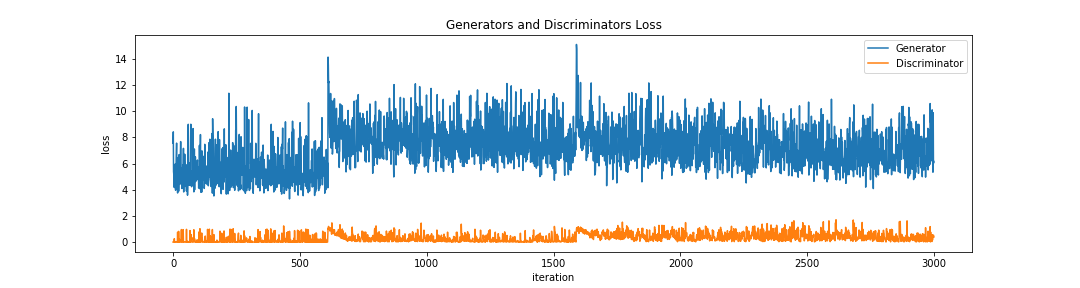 Generators and Discriminators Loss
Generator
Discriminator
loss
14
12
10
8
6
4
2
0
0 500 1000 1500 2000 2500 3000
iteration